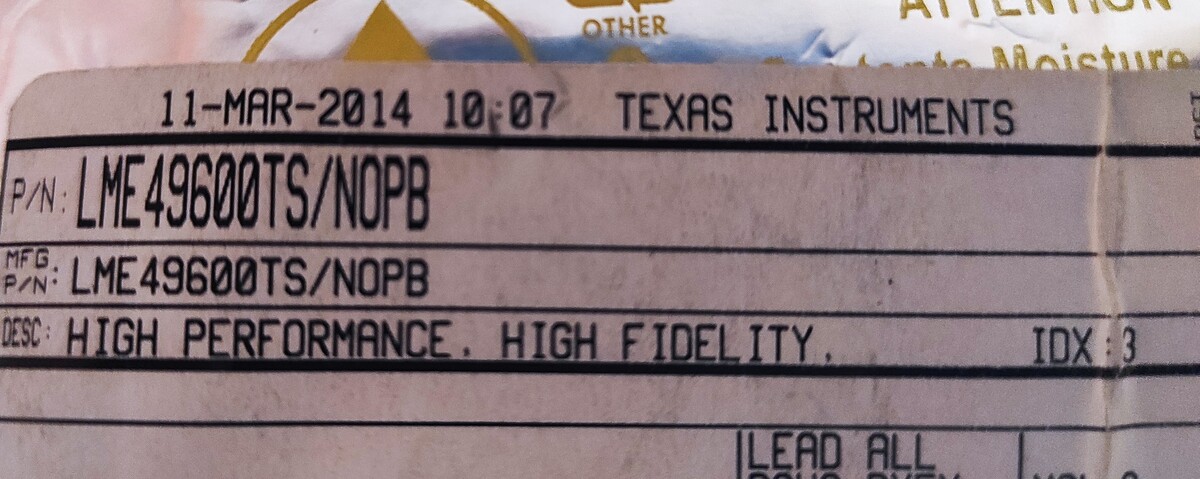 OTHER
ATTENTION
Moisture
11-MAR-2014 10:07 TEXAS INSTRUMENTS
P/N: LME49600TS/NOPB
MFG P/N: LME49600TS/NOPB
DESC: HIGH PERFORMANCE, HIGH FIDELITY, IDX:3
LEAD ALL